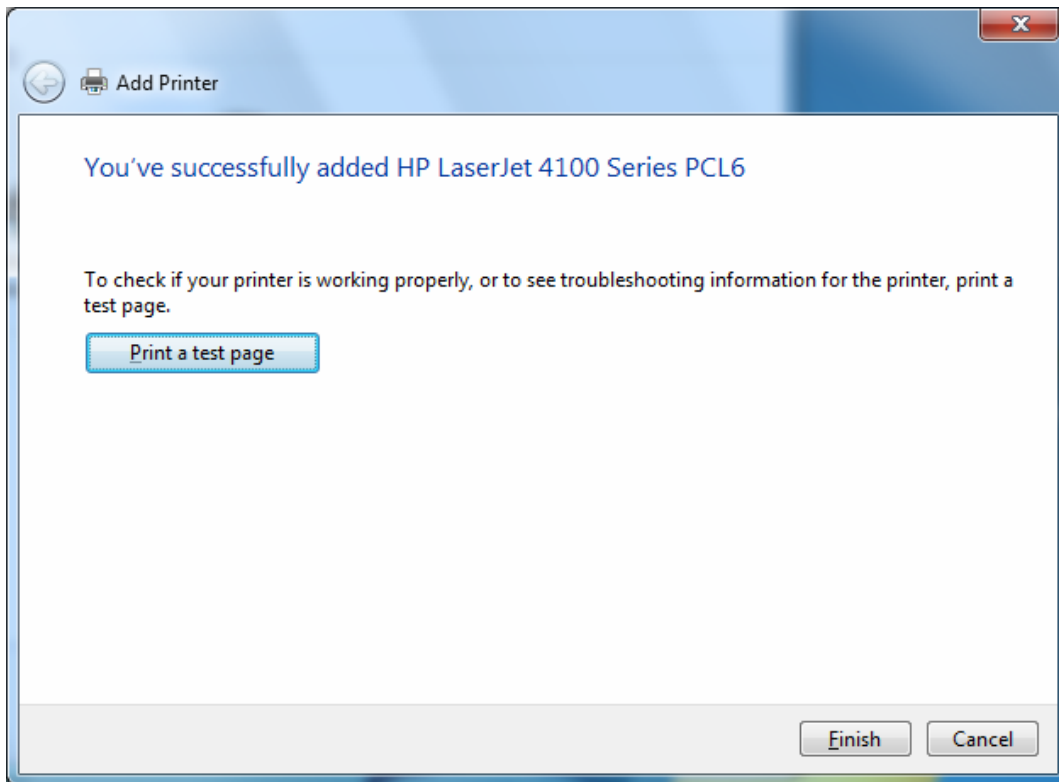 Add Printer
You've successfully added HP LaserJet 4100 Series PCL6
To check if your printer is working properly, or to see troubleshooting information for the printer, print a
test page.
Print a test page
Finish
Cancel